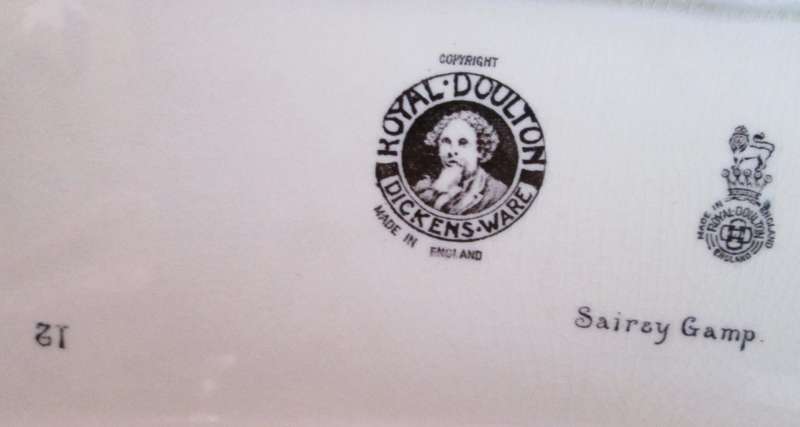 COPYRIGHT
ROYAL · DOULTON
DICKENS · WARE
MADE IN ENGLAND
MADE IN ENGLAND
ROYAL · DOULTON
ENGLAND
Sairey Gamp.
12